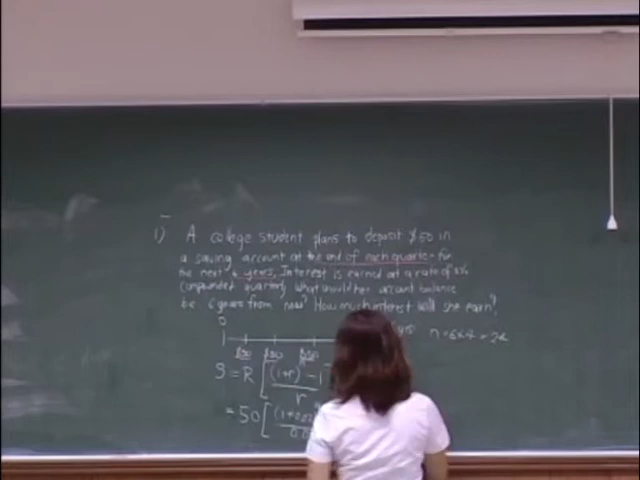 1) A college student plans to deposit $50 in
a saving account at the end of each quarter for
the next 6 years, Interest is earned at a rate of 8%
compounded quarterly. What should her account balance
be 6 years from now? How much interest will she earn?
0
$50 $50 $50
n=6×4=24
S=R[(1+r) -1
r
=50[(1+0.02